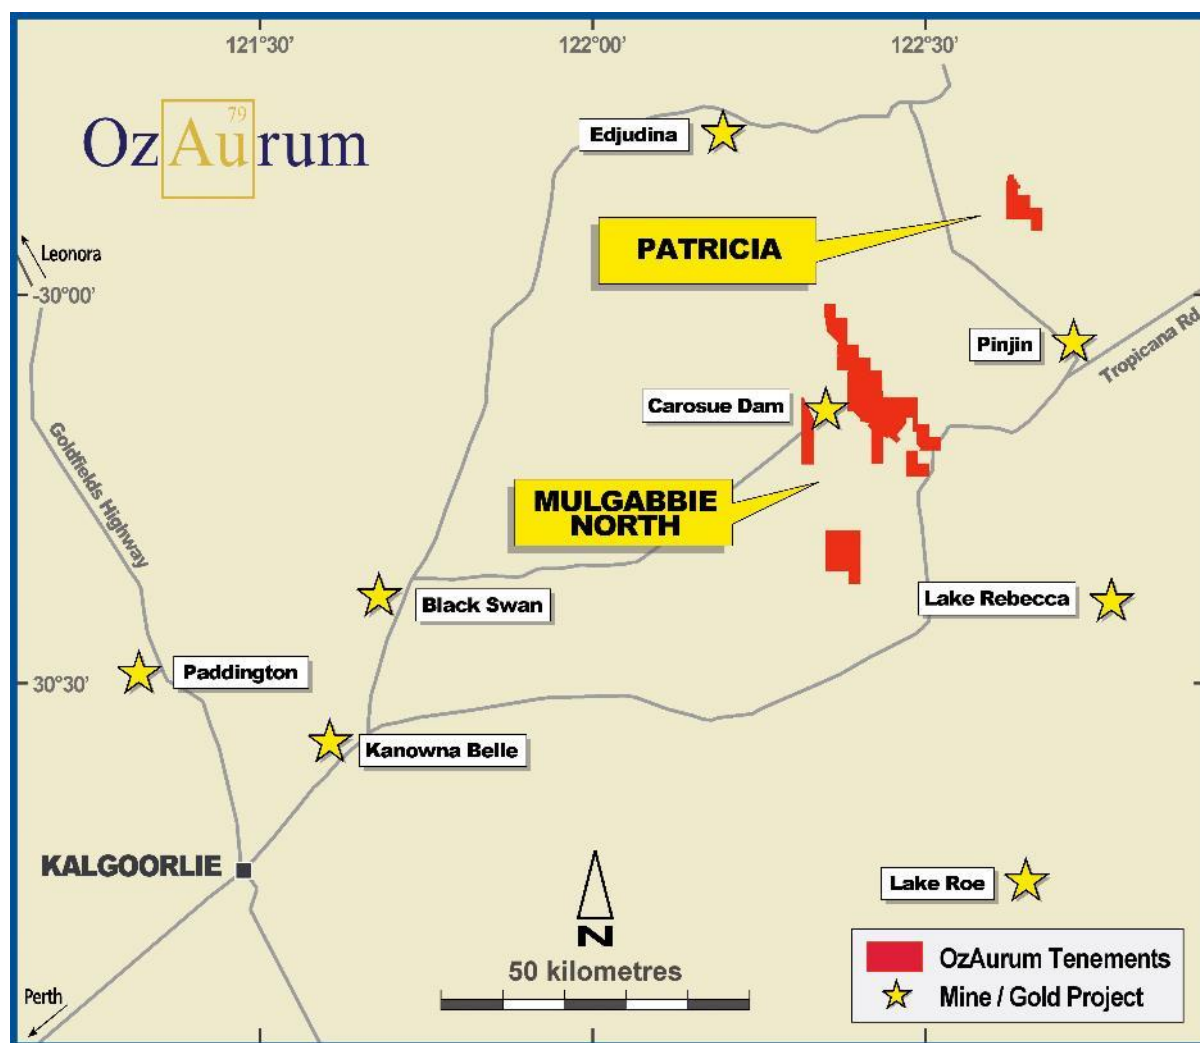 121°30’
122°00’
122°30’
79
OzAurum
Edjudina
PATRICIA
Leonora
-30°00’
Pinjin
Tropicana Rd
Carosue Dam
Goldfields Highway
MULGABBIE
NORTH
Black Swan
Lake Rebecca
Paddington
30°30’
Kanowna Belle
KALGOORLIE
Lake Roe
N
50 kilometres
OzAurum Tenements
Mine / Gold Project
Perth